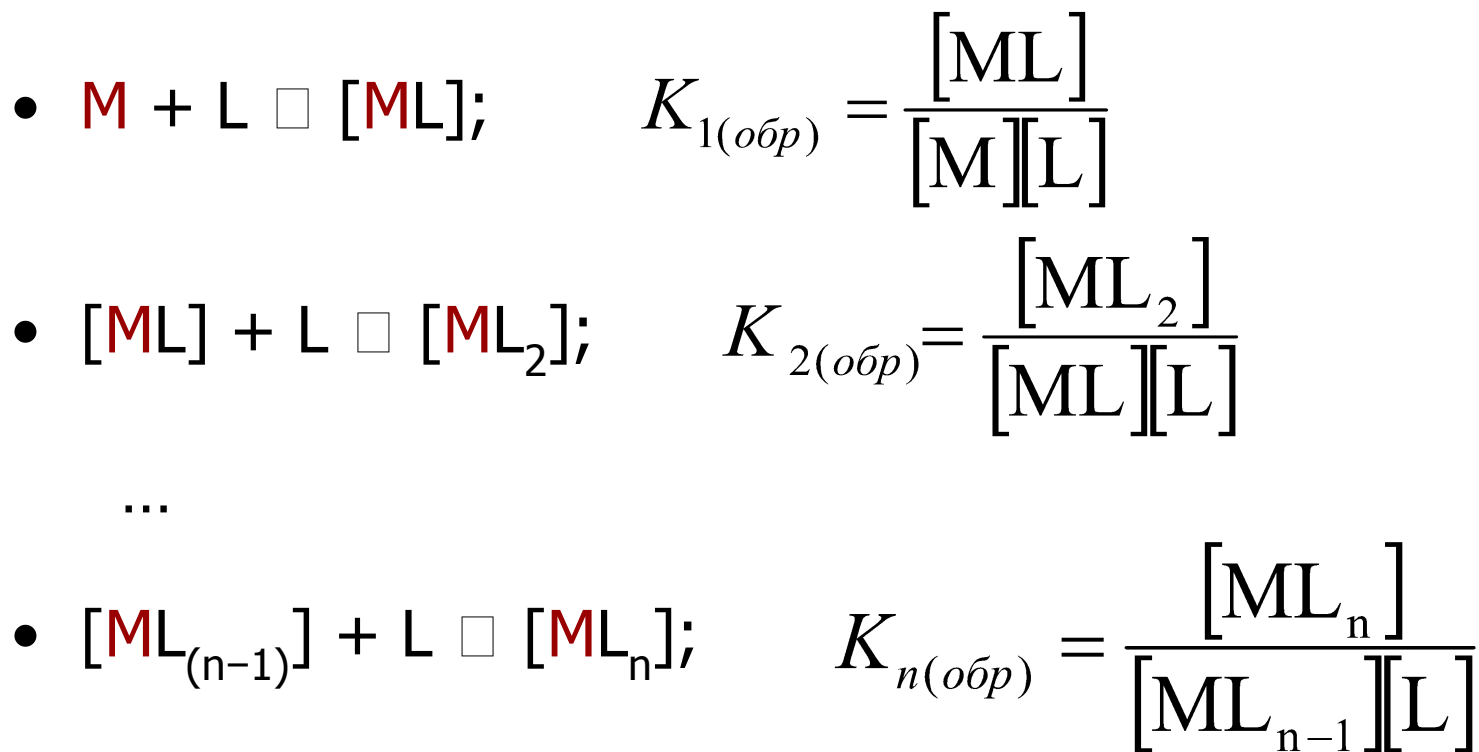 • M + L □ [ML]; K₁₍обр₎ = [ML] / [M][L]
• [ML] + L □ [ML₂]; K₂₍обр₎ = [ML₂] / [ML][L]
...
• [ML₍ₙ₋₁₎] + L □ [MLₙ]; Kₙ₍обр₎ = [MLₙ] / [MLₙ₋₁][L]